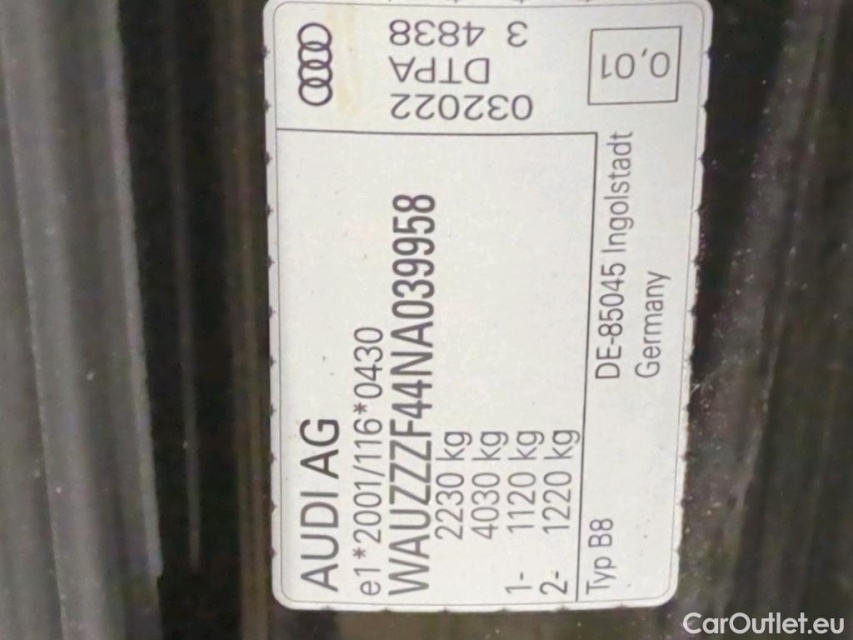 AUDI AG
e1*2001/116*0430
WAUZZZF44NA039958
2230 kg
4030 kg
1- 1120 kg
2- 1220 kg
Typ B8
DE-85045 Ingolstadt
Germany
032022
DTPA
3 4838
0,01
CarOutlet.eu